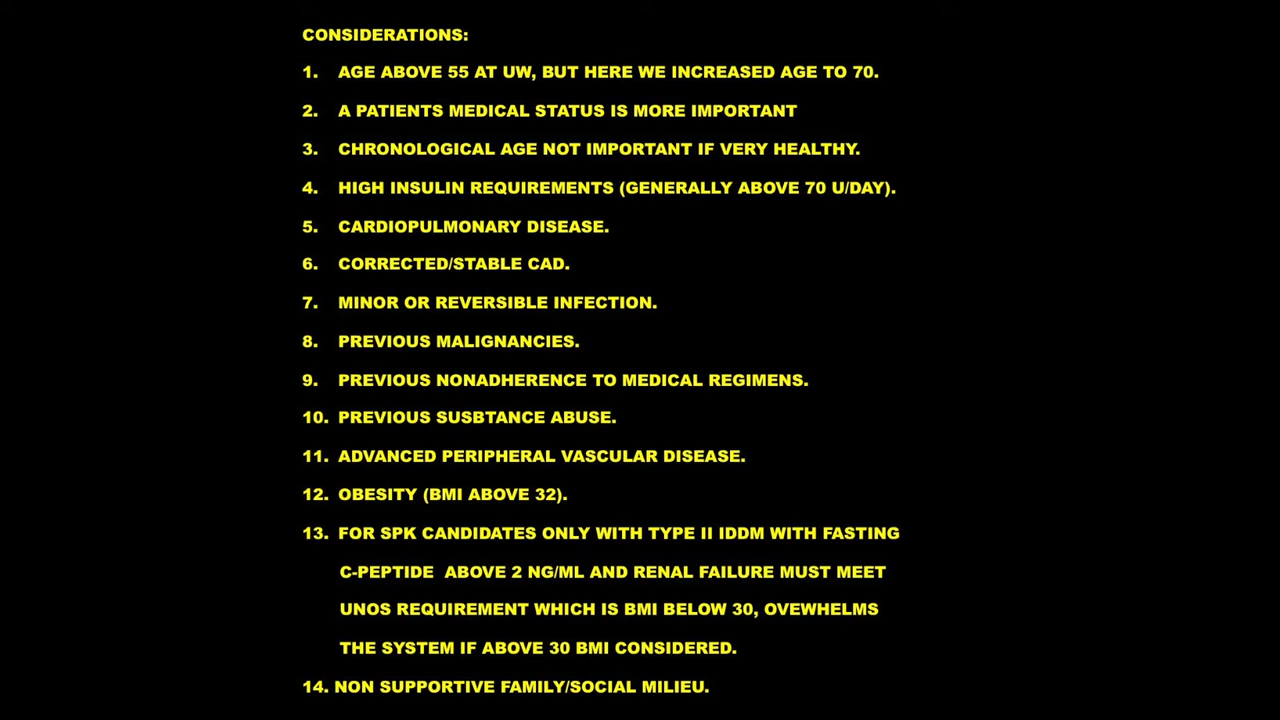 CONSIDERATIONS:
1. AGE ABOVE 55 AT UW, BUT HERE WE INCREASED AGE TO 70.
2. A PATIENTS MEDICAL STATUS IS MORE IMPORTANT
3. CHRONOLOGICAL AGE NOT IMPORTANT IF VERY HEALTHY.
4. HIGH INSULIN REQUIREMENTS (GENERALLY ABOVE 70 U/DAY).
5. CARDIOPULMONARY DISEASE.
6. CORRECTED/STABLE CAD.
7. MINOR OR REVERSIBLE INFECTION.
8. PREVIOUS MALIGNANCIES.
9. PREVIOUS NONADHERENCE TO MEDICAL REGIMENS.
10. PREVIOUS SUSBTANCE ABUSE.
11. ADVANCED PERIPHERAL VASCULAR DISEASE.
12. OBESITY (BMI ABOVE 32).
13. FOR SPK CANDIDATES ONLY WITH TYPE II IDDM WITH FASTING
C-PEPTIDE ABOVE 2 NG/ML AND RENAL FAILURE MUST MEET
UNOS REQUIREMENT WHICH IS BMI BELOW 30, OVEWHELMS
THE SYSTEM IF ABOVE 30 BMI CONSIDERED.
14. NON SUPPORTIVE FAMILY/SOCIAL MILIEU.